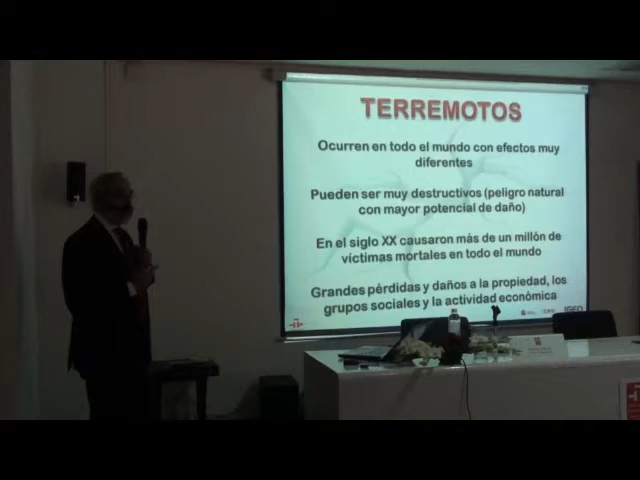 TERREMOTOS
Ocurren en todo el mundo con efectos muy
diferentes
Pueden ser muy destructivos (peligro natural
con mayor potencial de daño)
En el siglo XX causaron más de un millón de
víctimas mortales en todo el mundo
Grandes pérdidas y daños a la propiedad, los
grupos sociales y la actividad económica
IGEO